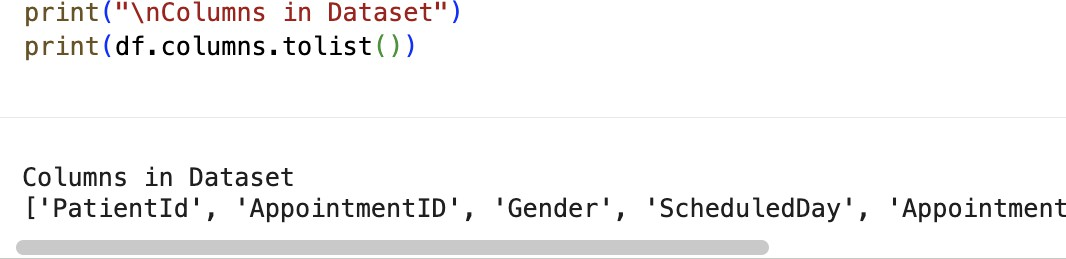 print("\nColumns in Dataset")
print(df.columns.tolist())
Columns in Dataset
['PatientId', 'AppointmentID', 'Gender', 'ScheduledDay', 'Appointment